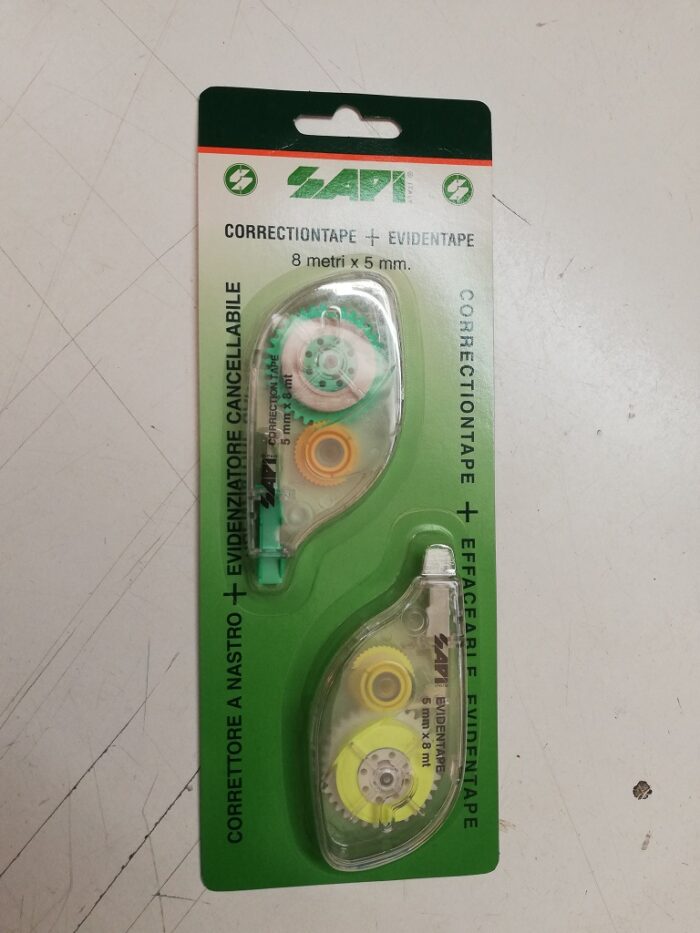 SAPI® ITALY
CORRECTIONTAPE + EVIDENTAPE
8 metri x 5 mm.
CORRETTORE A NASTRO + EVIDENZIATORE CANCELLABILE
CORRECTIONTAPE + EFFACEABLE EVIDENTAPE
SAPI CORRECTION TAPE
5 mm x 8 mt
SAPI EVIDENTAPE
5 mm x 8 mt